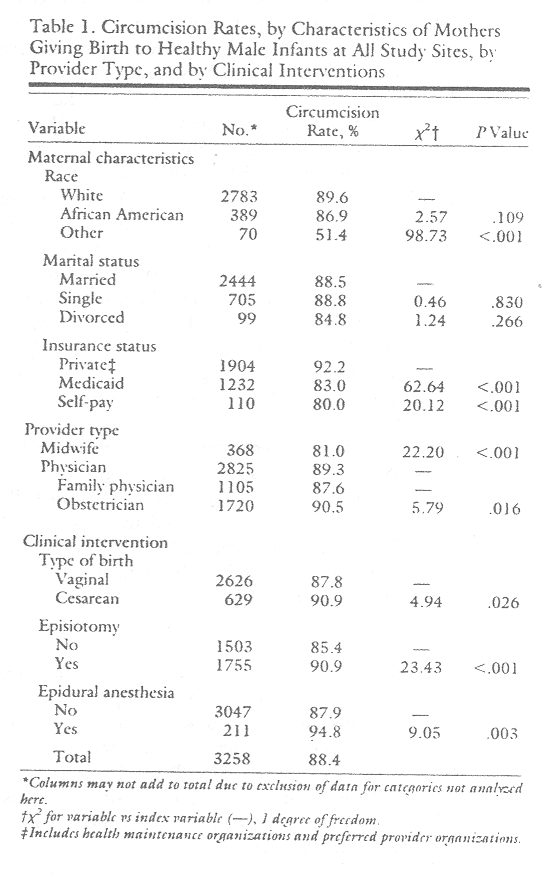 Table 1. Circumcision Rates, by Characteristics of Mothers
Giving Birth to Healthy Male Infants at All Study Sites, by
Provider Type, and by Clinical Interventions
Circumcision
Variable No.* Rate, % χ²† P Value
Maternal characteristics
Race
White 2783 89.6 —
African American 389 86.9 2.57 .109
Other 70 51.4 98.73 <.001
Marital status
Married 2444 88.5 —
Single 705 88.8 0.46 .830
Divorced 99 84.8 1.24 .266
Insurance status
Private‡ 1904 92.2 —
Medicaid 1232 83.0 62.64 <.001
Self-pay 110 80.0 20.12 <.001
Provider type
Midwife 368 81.0 22.20 <.001
Physician 2825 89.3 —
Family physician 1105 87.6 —
Obstetrician 1720 90.5 5.79 .016
Clinical intervention
Type of birth
Vaginal 2626 87.8 —
Cesarean 629 90.9 4.94 .026
Episiotomy
No 1503 85.4 —
Yes 1755 90.9 23.43 <.001
Epidural anesthesia
No 3047 87.9 —
Yes 211 94.8 9.05 .003
Total 3258 88.4
*Columns may not add to total due to exclusion of data for categories not analyzed
here.
†χ² for variable vs index variable (—), 1 degree of freedom.
‡Includes health maintenance organizations and preferred provider organizations.